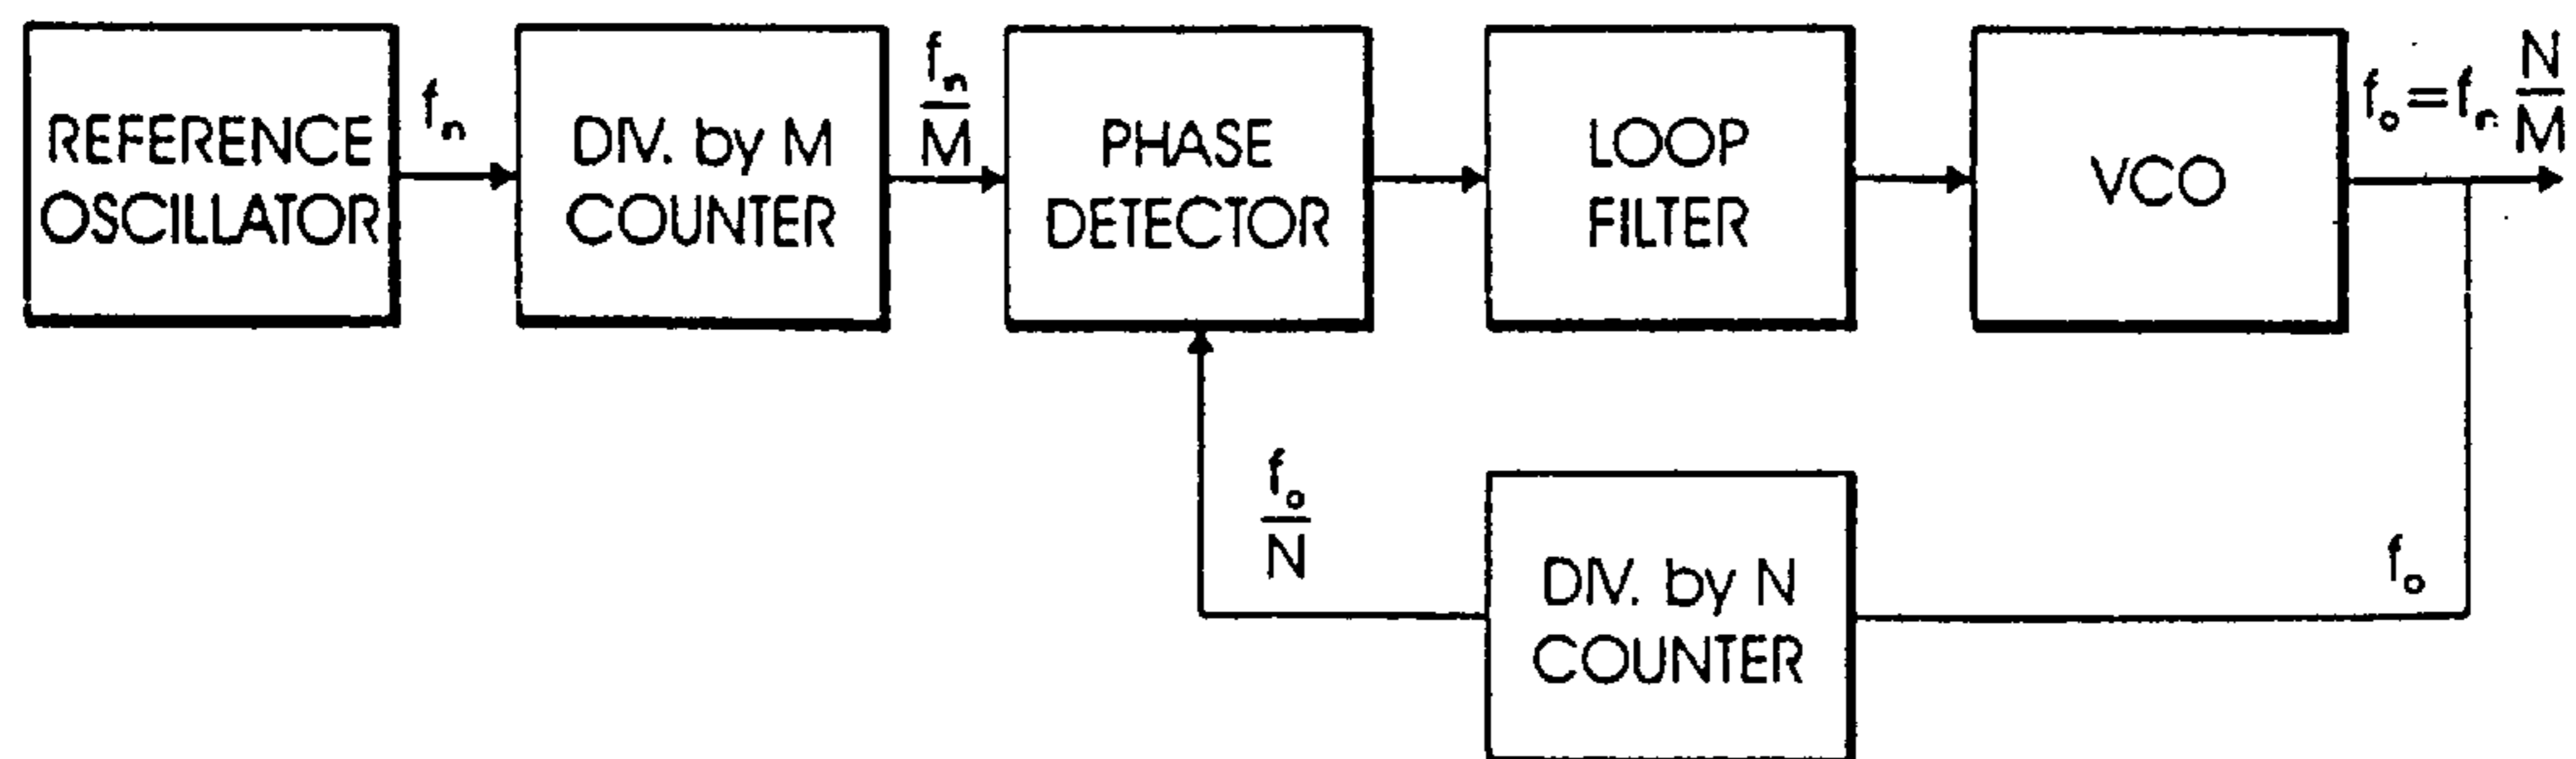 REFERENCE
OSCILLATOR
fn
DIV. by M
COUNTER
fn
M
PHASE
DETECTOR
LOOP
FILTER
VCO
fo=fn N
M
fo
N
DIV. by N
COUNTER
fo